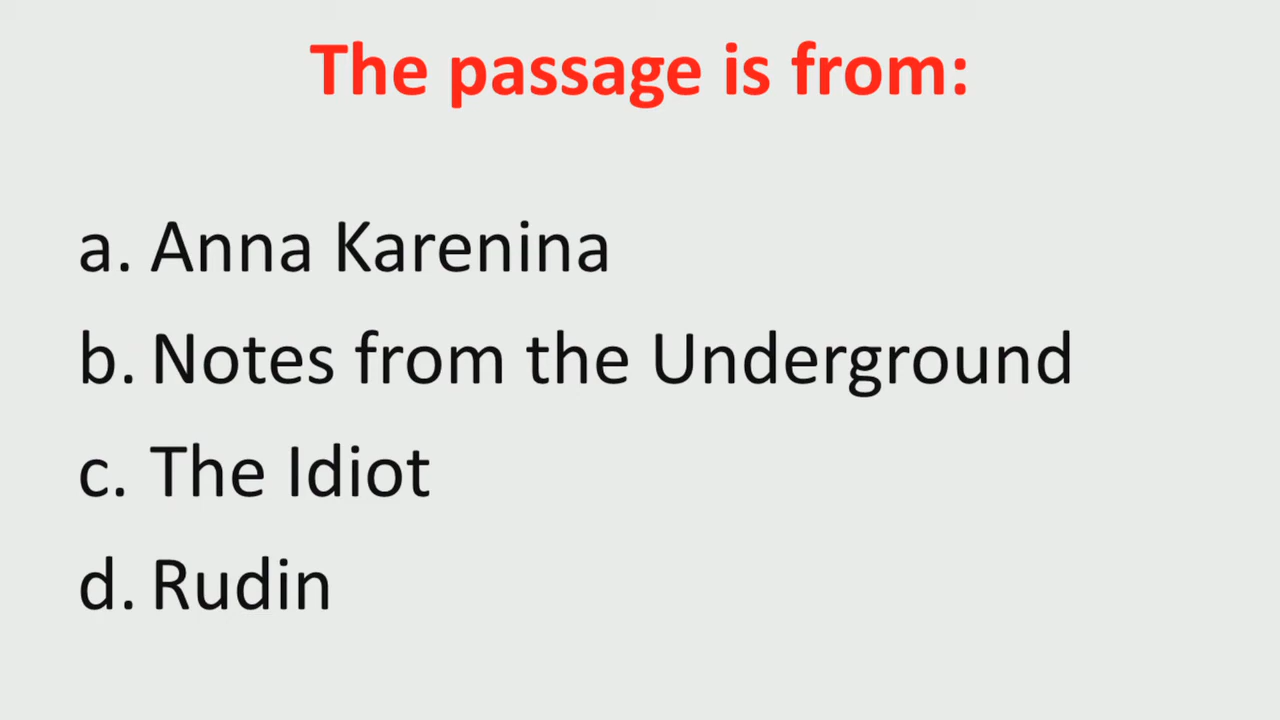 The passage is from:
a. Anna Karenina
b. Notes from the Underground
c. The Idiot
d. Rudin